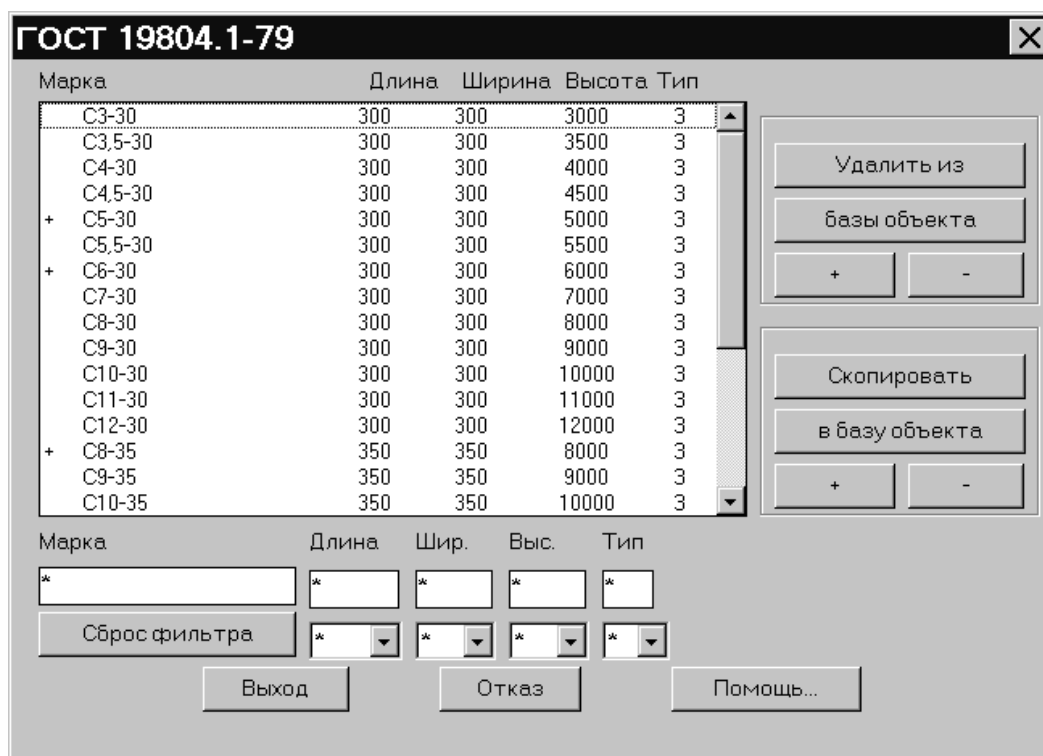 ГОСТ 19804.1-79
Марка Длина Ширина Высота Тип
С3-30 300 300 3000 3
С3,5-30 300 300 3500 3
С4-30 300 300 4000 3
С4,5-30 300 300 4500 3
+ С5-30 300 300 5000 3
С5,5-30 300 300 5500 3
+ С6-30 300 300 6000 3
С7-30 300 300 7000 3
С8-30 300 300 8000 3
С9-30 300 300 9000 3
С10-30 300 300 10000 3
С11-30 300 300 11000 3
С12-30 300 300 12000 3
+ С8-35 350 350 8000 3
С9-35 350 350 9000 3
С10-35 350 350 10000 3
Удалить из
базы объекта
+ -
Скопировать
в базу объекта
+ -
Марка Длина Шир. Выс. Тип
* * * * *
Сброс фильтра * * * *
Выход Отказ Помощь...